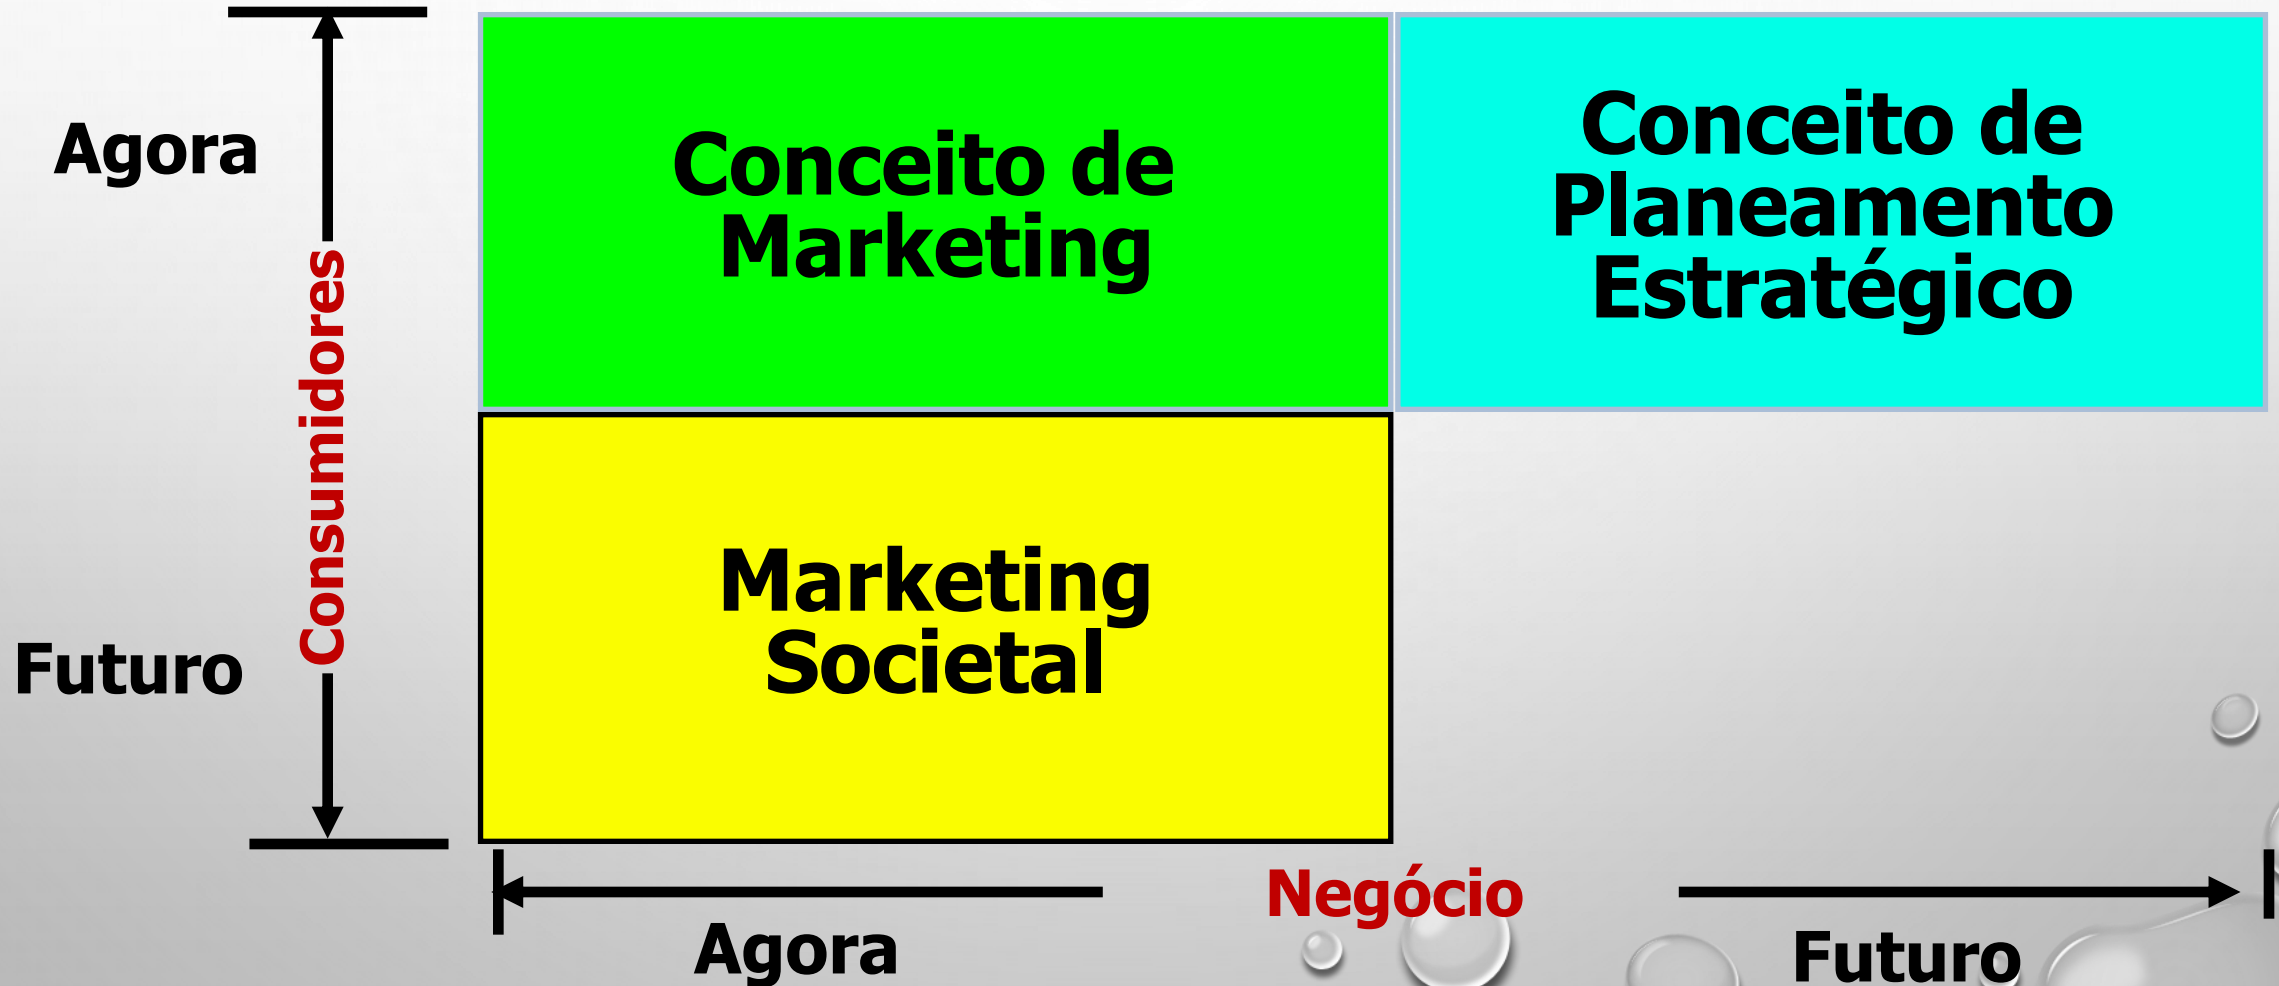 Agora
Conceito de
Marketing
Conceito de
Planeamento
Estratégico
Consumidores
Marketing
Societal
Futuro
Negócio
Agora
Futuro